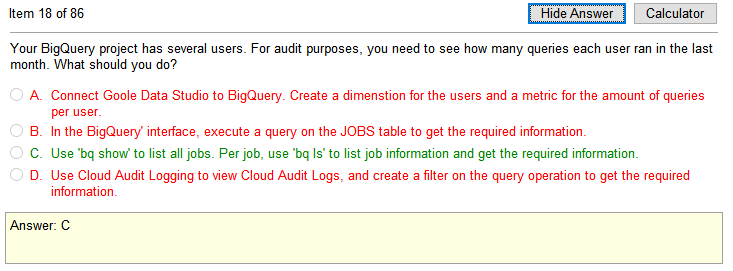 Item 18 of 86
Hide Answer
Calculator
Your BigQuery project has several users. For audit purposes, you need to see how many queries each user ran in the last
month. What should you do?
A. Connect Goole Data Studio to BigQuery. Create a dimenstion for the users and a metric for the amount of queries
per user.
B. In the BigQuery' interface, execute a query on the JOBS table to get the required information.
C. Use 'bq show' to list all jobs. Per job, use 'bq ls' to list job information and get the required information.
D. Use Cloud Audit Logging to view Cloud Audit Logs, and create a filter on the query operation to get the required
information.
Answer: C